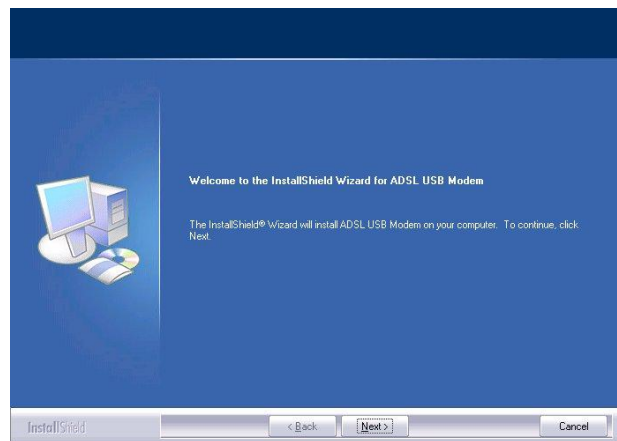 Welcome to the InstallShield Wizard for ADSL USB Modem
The InstallShield® Wizard will install ADSL USB Modem on your computer. To continue, click
Next.
InstallShield
< Back
Next >
Cancel